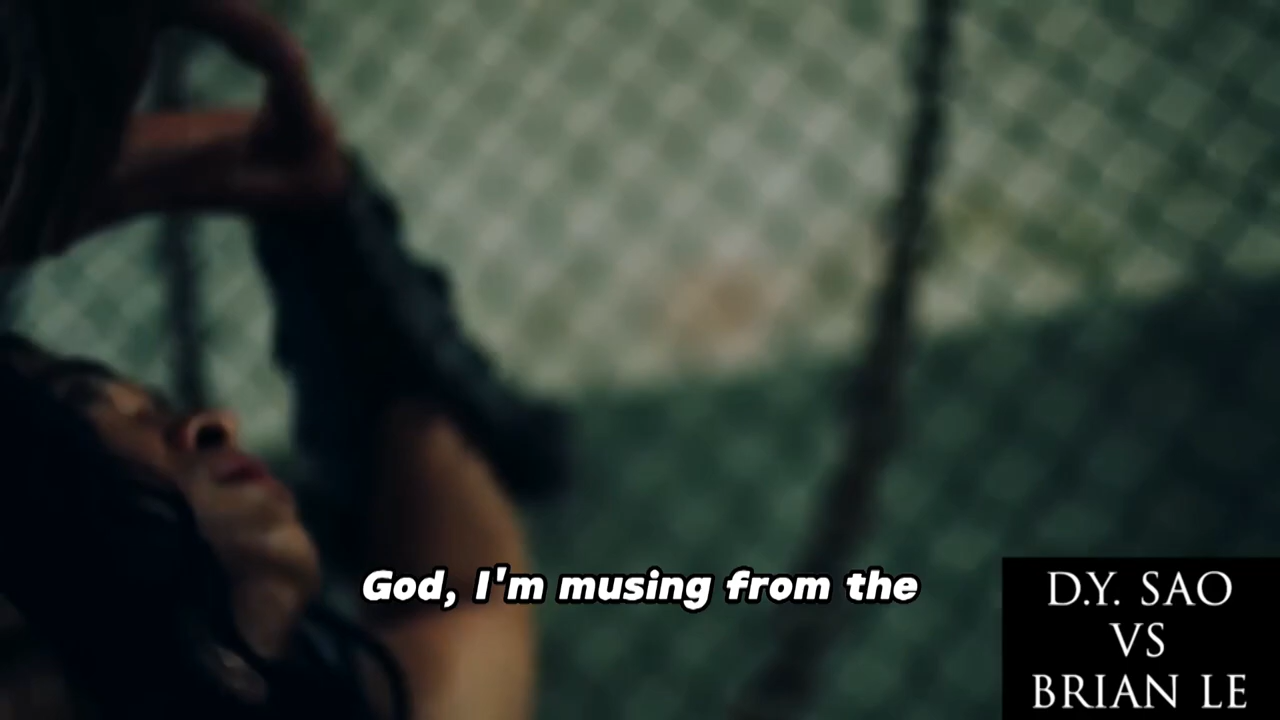 God, I'm musing from the
D.Y. SAO
VS
BRIAN LE